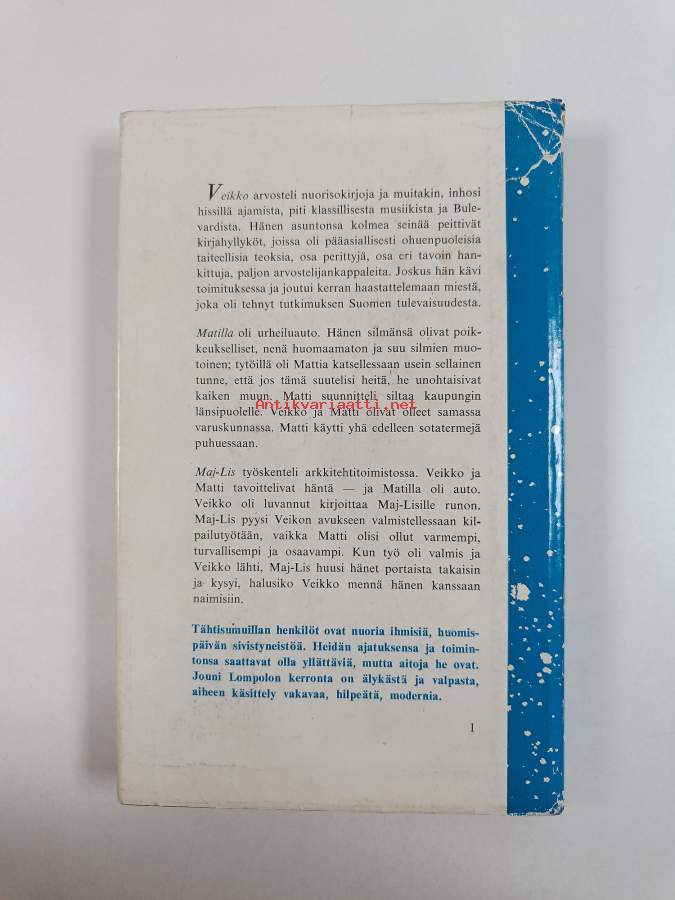 Veikko arvosteli nuorisokirjoja ja muitakin, inhosi
hissillä ajamista, piti klassillisesta musiikista ja Bule-
vardista. Hänen asuntonsa kolmea seinää peittivät
kirjahyllyköt, joissa oli pääasiallisesti ohuenpuoleisia
taiteellisia teoksia, osa perittyjä, osa eri tavoin han-
kittuja, paljon arvostelijankappaleita. Joskus hän kävi
toimituksessa ja joutui kerran haastattelemaan miestä,
joka oli tehnyt tutkimuksen Suomen tulevaisuudesta.
Matilla oli urheiluauto. Hänen silmänsä olivat poik-
keukselliset, nenä huomaamaton ja suu silmien muo-
toinen; tytöillä oli Mattia katsellessaan usein sellainen
tunne, että jos tämä suutelisi heitä, he unohtaisivat
kaiken muun. Matti suunnitteli siltaa kaupungin
Antikvariaatti.net
länsipuolelle. Veikko ja Matti olivat olleet samassa
varuskunnassa. Matti käytti yhä edelleen sotatermejä
puhuessaan.
Maj-Lis työskenteli arkkitehtitoimistossa. Veikko ja
Matti tavoittelivat häntä — ja Matilla oli auto.
Veikko oli luvannut kirjoittaa Maj-Lisille runon.
Maj-Lis pyysi Veikon avukseen valmistellessaan kil-
pailutyötään, vaikka Matti olisi ollut varmempi,
turvallisempi ja osaavampi. Kun työ oli valmis ja
Veikko lähti, Maj-Lis huusi hänet portaista takaisin
ja kysyi, halusiko Veikko mennä hänen kanssaan
naimisiin.
Tähtisumuillan henkilöt ovat nuoria ihmisiä, huomis-
päivän sivistyneistöä. Heidän ajatuksensa ja toimin-
tonsa saattavat olla yllättäviä, mutta aitoja he ovat.
Jouni Lompolon kerronta on älykästä ja valpasta,
aiheen käsittely vakavaa, hilpeätä, modernia.
1